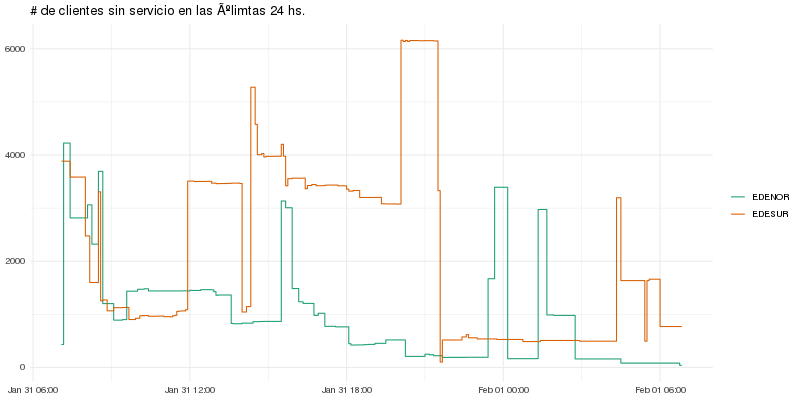 # de clientes sin servicio en las Ãºlimtas 24 hs.
6000
4000
2000
0
Jan 31 06:00
Jan 31 12:00
Jan 31 18:00
Feb 01 00:00
Feb 01 06:00
EDENOR
EDESUR